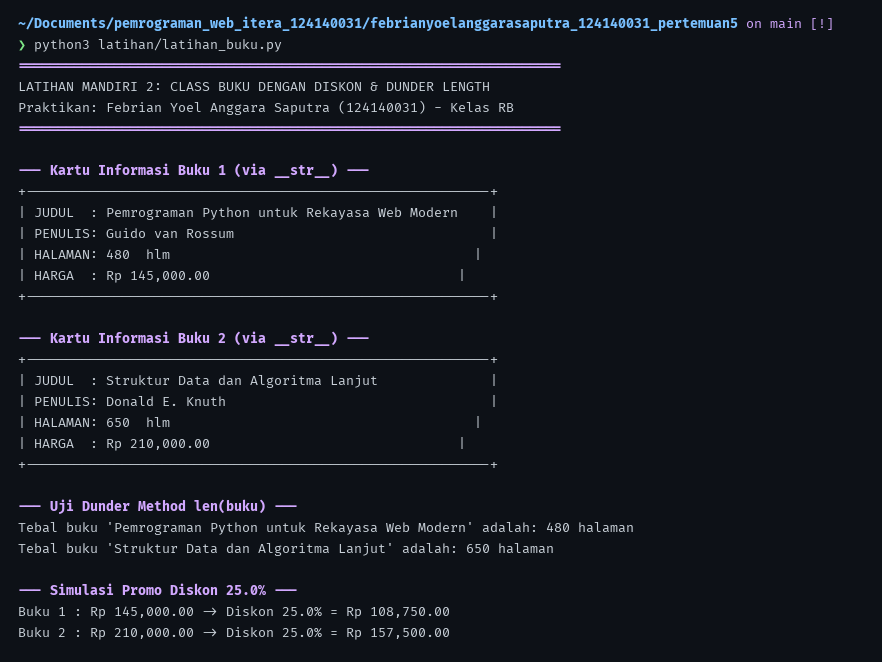 ~/Documents/pemrograman_web_itera_124140031/febrianyoelanggarasaputra_124140031_pertemuan5 on main [!]
❯ python3 latihan/latihan_buku.py
====================================================================
LATIHAN MANDIRI 2: CLASS BUKU DENGAN DISKON & DUNDER LENGTH
Praktikan: Febrian Yoel Anggara Saputra (124140031) - Kelas RB
====================================================================

--- Kartu Informasi Buku 1 (via __str__) ---
+----------------------------------------------------------+
| JUDUL  : Pemrograman Python untuk Rekayasa Web Modern    |
| PENULIS: Guido van Rossum                                |
| HALAMAN: 480  hlm                                      |
| HARGA  : Rp 145,000.00                               |
+----------------------------------------------------------+

--- Kartu Informasi Buku 2 (via __str__) ---
+----------------------------------------------------------+
| JUDUL  : Struktur Data dan Algoritma Lanjut              |
| PENULIS: Donald E. Knuth                                 |
| HALAMAN: 650  hlm                                      |
| HARGA  : Rp 210,000.00                               |
+----------------------------------------------------------+

--- Uji Dunder Method len(buku) ---
Tebal buku 'Pemrograman Python untuk Rekayasa Web Modern' adalah: 480 halaman
Tebal buku 'Struktur Data dan Algoritma Lanjut' adalah: 650 halaman

--- Simulasi Promo Diskon 25.0% ---
Buku 1 : Rp 145,000.00 -> Diskon 25.0% = Rp 108,750.00
Buku 2 : Rp 210,000.00 -> Diskon 25.0% = Rp 157,500.00